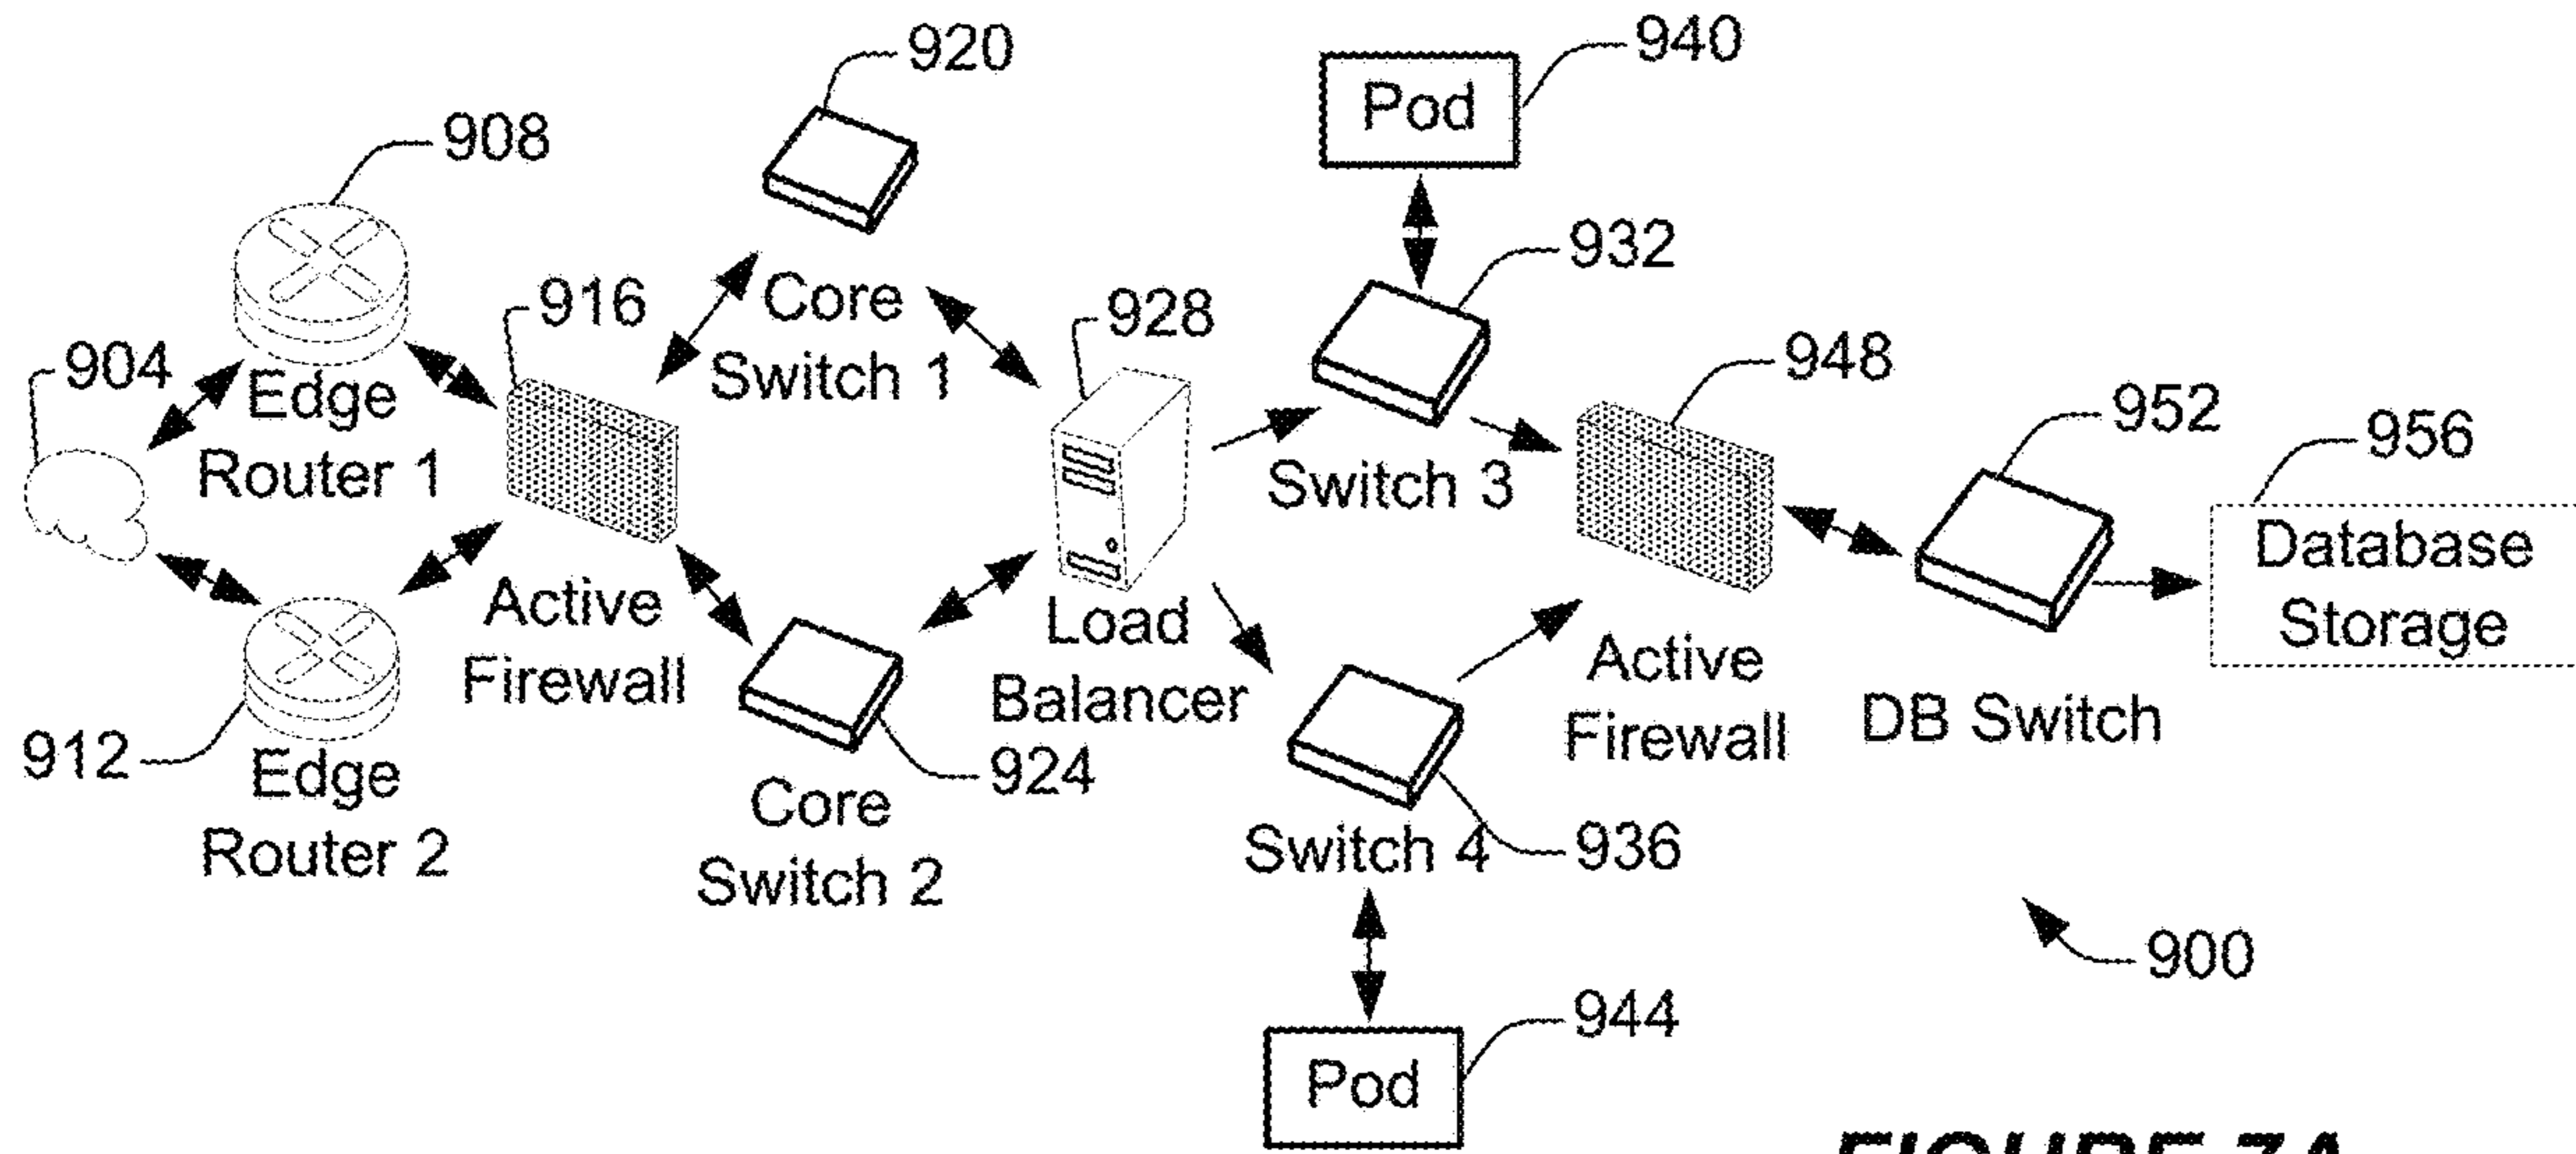 920
940
Pod
908
932
916
Core
Switch 1
928
948
904
Edge
Router 1
952
956
Switch 3
Database
Storage
Active
Firewall
Load
Balancer
Active
Firewall
DB Switch
912
Edge
Router 2
924
Core
Switch 2
Switch 4
936
900
944
Pod
FIGURE 7A